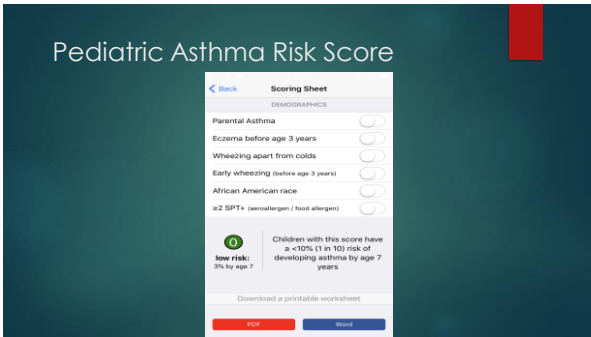 Pediatric Asthma Risk Score
Back Scoring Sheet
DEMOGRAPHICS
Parental Asthma
Eczema before age 3 years
Wheezing apart from colds
Early wheezing (before age 3 years)
African American race
≥2 SPT+ (aeroallergen / food allergen)
0
low risk:
3% by age 7
Children with this score have
a <10% (1 in 10) risk of
developing asthma by age 7
years
Download a printable worksheet
PDF Word